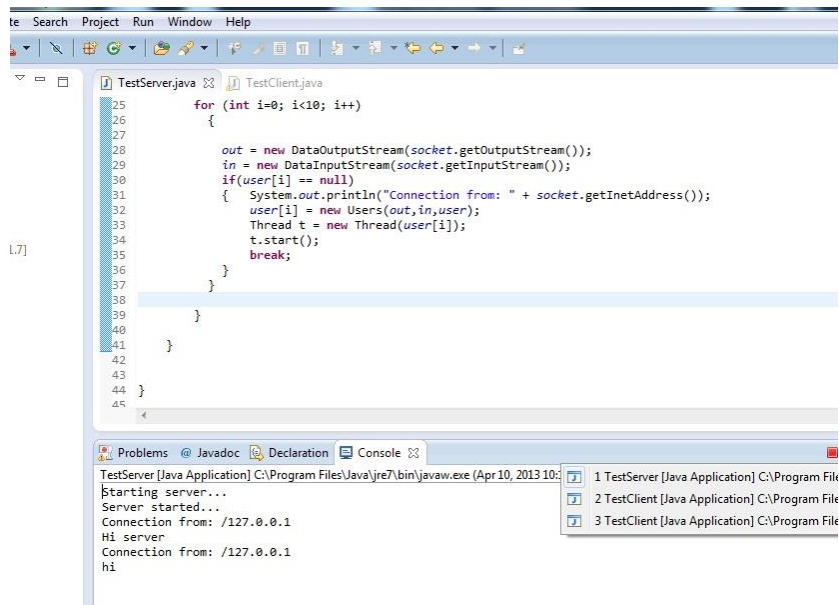 te Search Project Run Window Help
TestServer.java TestClient.java
25 for (int i=0; i<10; i++)
26 {
27
28 out = new DataOutputStream(socket.getOutputStream());
29 in = new DataInputStream(socket.getInputStream());
30 if(user[i] == null)
31 { System.out.println("Connection from: " + socket.getInetAddress());
32 user[i] = new Users(out,in,user);
33 Thread t = new Thread(user[i]);
34 t.start();
35 break;
36 }
37 }
38
39 }
40
41 }
42
43
44 }
45
1.7]
Problems @ Javadoc Declaration Console
TestServer [Java Application] C:\Program Files\Java\jre7\bin\javaw.exe (Apr 10, 2013 10:
1 TestServer [Java Application] C:\Program File
2 TestClient [Java Application] C:\Program File
3 TestClient [Java Application] C:\Program File
Starting server...
Server started...
Connection from: /127.0.0.1
Hi server
Connection from: /127.0.0.1
hi